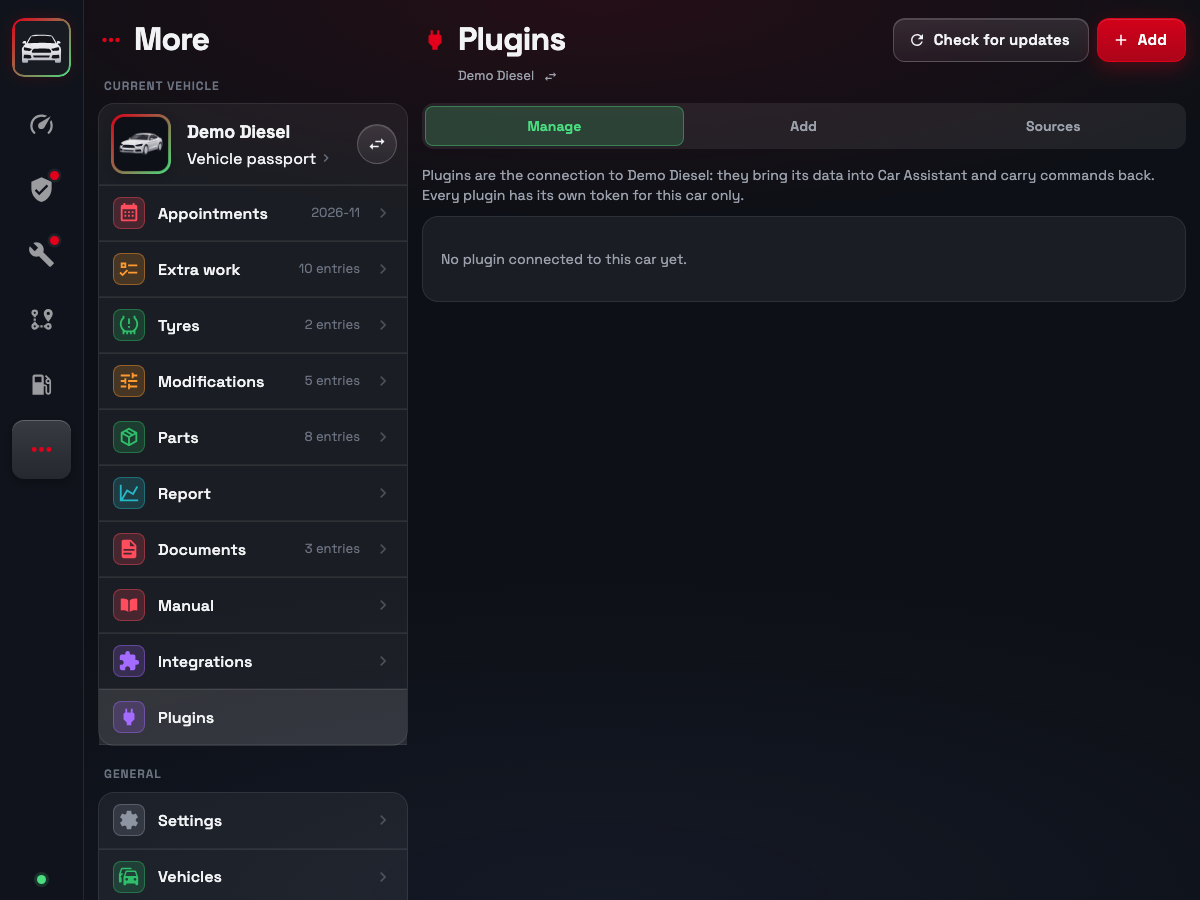 More
CURRENT VEHICLE
Demo Diesel
Vehicle passport
Appointments 2026-11
Extra work 10 entries
Tyres 2 entries
Modifications 5 entries
Parts 8 entries
Report
Documents 3 entries
Manual
Integrations
Plugins
GENERAL
Settings
Vehicles
Plugins
Demo Diesel
Check for updates
Add
Manage
Add
Sources
Plugins are the connection to Demo Diesel: they bring its data into Car Assistant and carry commands back.
Every plugin has its own token for this car only.
No plugin connected to this car yet.